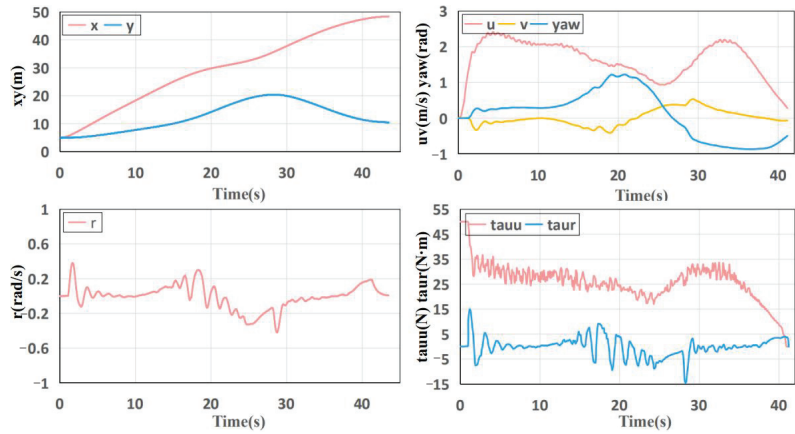 xy(m)
50
40
30
20
10
0
x y
0 10 20 30 40
Time(s)
uv(m/s) yaw(rad)
3
2
1
0
−1
u v yaw
0 10 20 30 40
Time(s)
r(rad/s)
1
0.6
0.2
−0.2
−0.6
−1
r
0 10 20 30 40
Time(s)
tauu(N) taur(N·m)
55
45
35
25
15
5
−5
−15
tauu taur
0 10 20 30 40
Time(s)